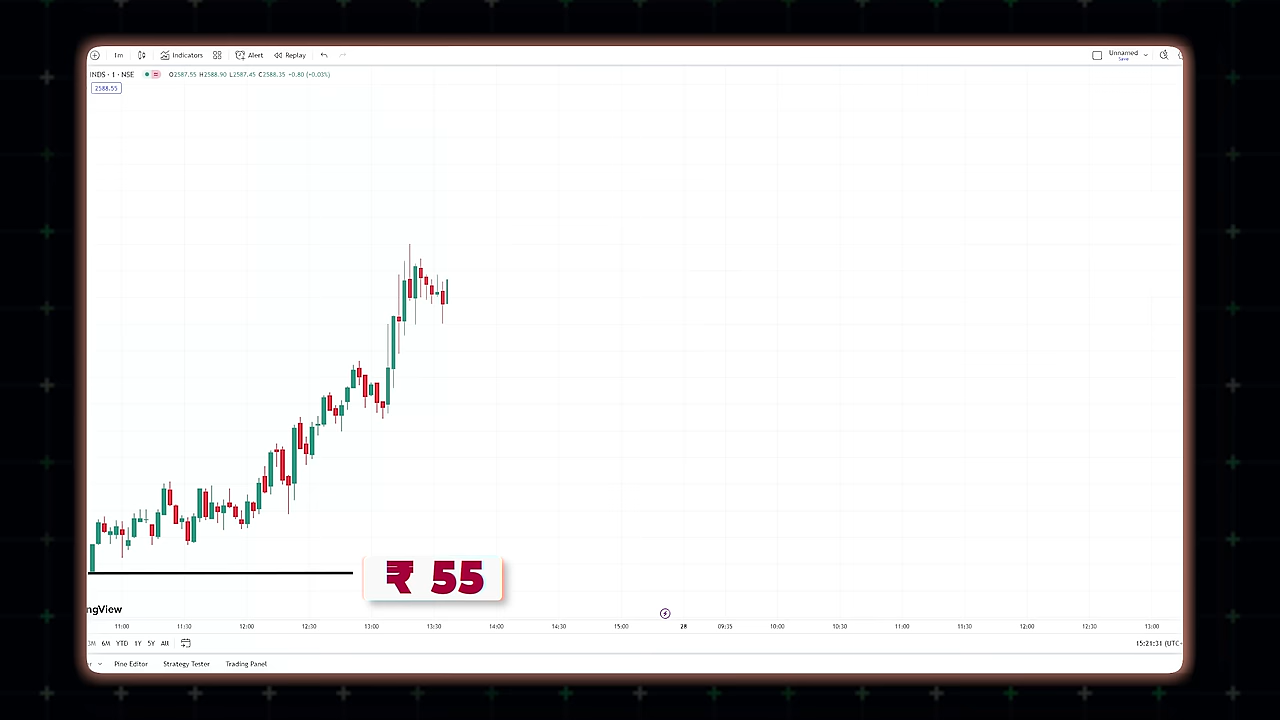 1m Indicators Alert Replay Unnamed
Save
INDS · 1 · NSE O2587.55 H2588.90 L2587.45 C2588.35 +0.80 (+0.03%)
2588.55
₹ 55
ngView
11:00 11:30 12:00 12:30 13:00 13:30 14:00 14:30 15:00 28 09:35 10:00 10:30 11:00 11:30 12:00 12:30 13:00
3M 6M YTD 1Y 5Y All 15:21:31 (UTC
Pine Editor Strategy Tester Trading Panel